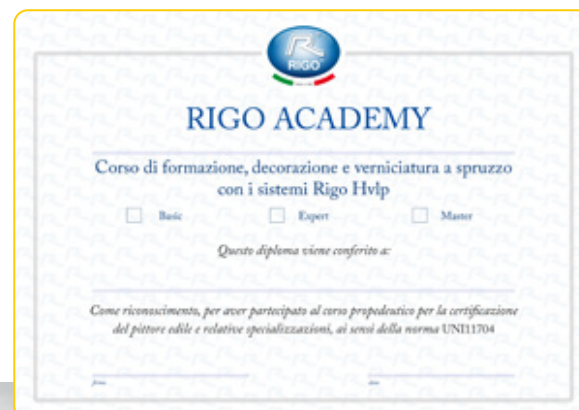 RIGO
RIGO ACADEMY
Corso di formazione, decorazione e verniciatura a spruzzo
con i sistemi Rigo Hvlp
Basic Expert Master
Questo diploma viene conferito a:
Come riconoscimento, per aver partecipato al corso propedeutico per la certificazione
del pittore edile e relative specializzazioni, ai sensi della norma UNI11704